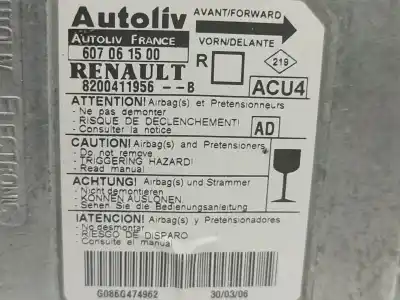 Autoliv
AVANT/FORWARD
AUTOLIV FRANCE
VORN/DELANTE
607 06 15 00
R
219
RENAULT
8200411956 --B
ACU4
ATTENTION! Airbag(s) et Pretensionneurs
- Ne pas demonter
- RISQUE DE DECLENCHEMENT!
- Consulter la notice
AD
CAUTION! Airbag(s) and Pretensioners
- Do not remove
- TRIGGERING HAZARD!
- Read manual
ACHTUNG! Airbag(s) und Strammer
- Nicht demontieren
- KÖNNEN AUSLÖNEN
- Sehen Sie die Bedienungsanleitung
IATENCION! Airbag(s) y Pretensionadores
- No desmontar
- RIESGO DE DISPARO
- Consulte el manual
G086G474962
30/03/06
ELECTRONICS